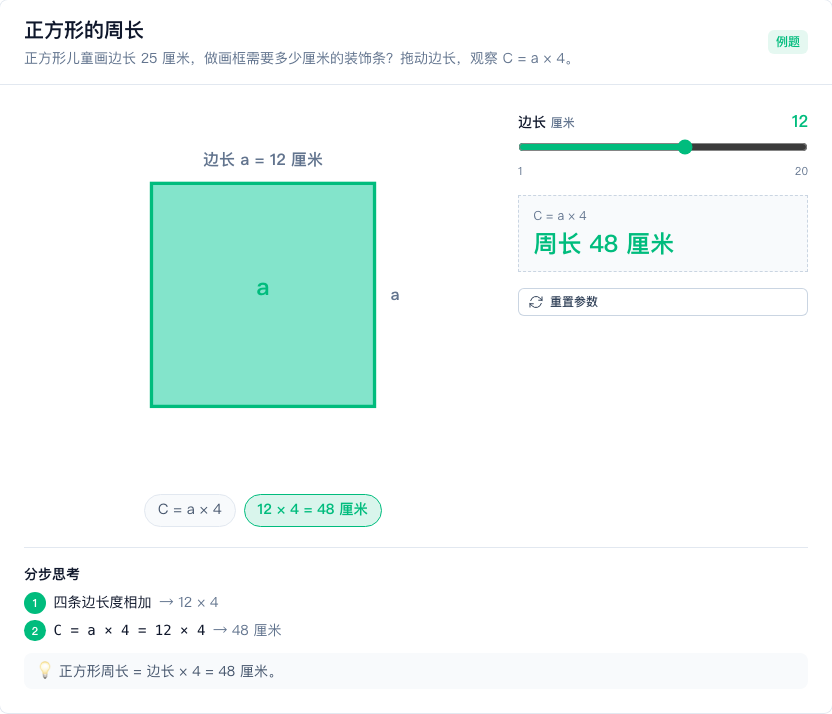 正方形的周长
正方形儿童画边长 25 厘米，做画框需要多少厘米的装饰条？拖动边长，观察 C = a × 4。
例题
边长 a = 12 厘米
a
a
C = a × 4
12 × 4 = 48 厘米
边长 厘米
12
1
20
C = a × 4
周长 48 厘米
重置参数
分步思考
1 四条边长度相加 → 12 × 4
2 C = a × 4 = 12 × 4 → 48 厘米
💡 正方形周长 = 边长 × 4 = 48 厘米。